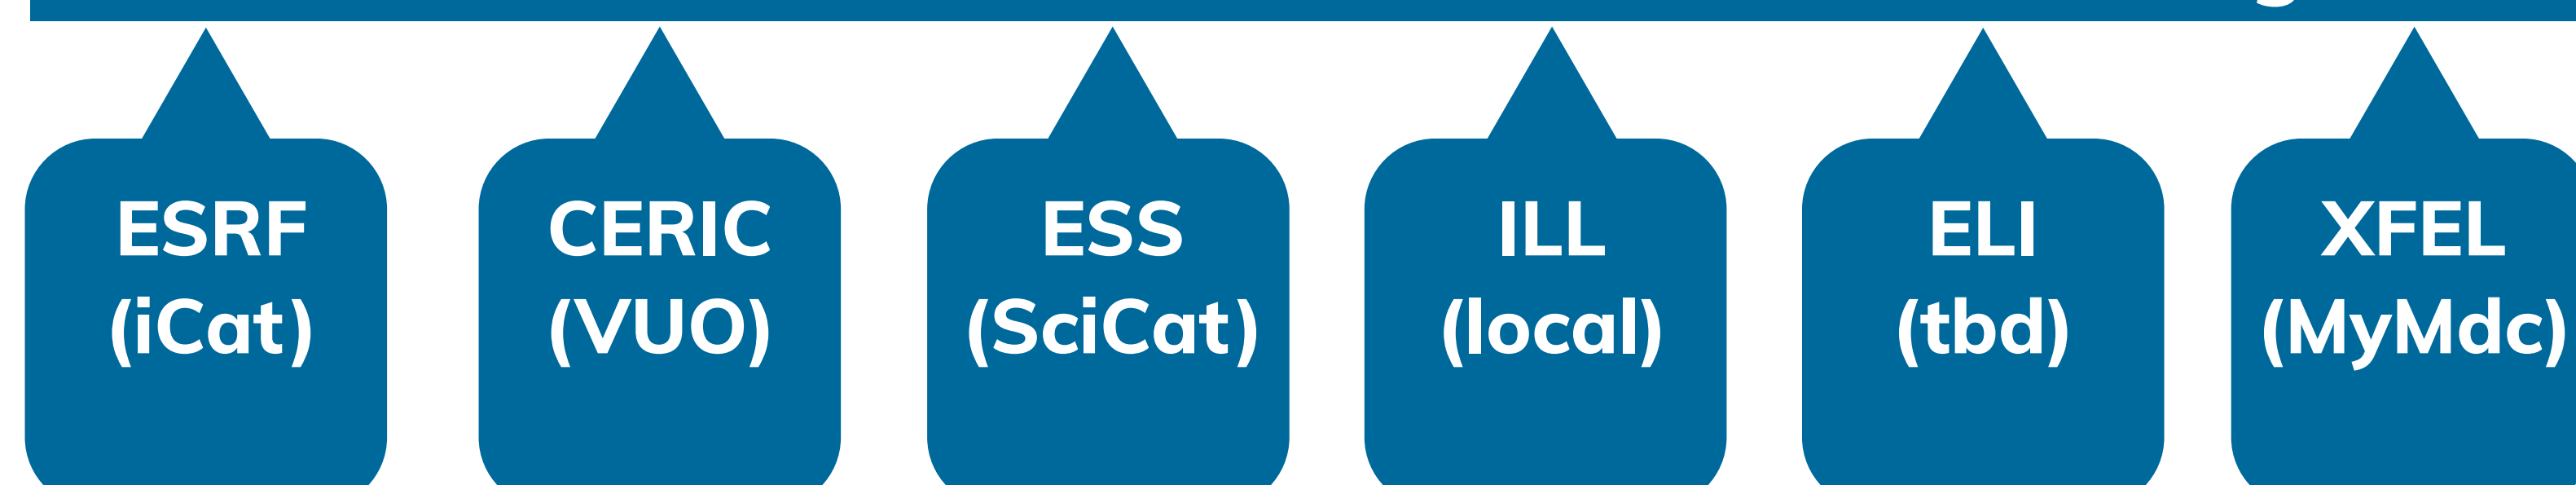 ESRF
(iCat)
CERIC
(VUO)
ESS
(SciCat)
ILL
(local)
ELI
(tbd)
XFEL
(MyMdc)